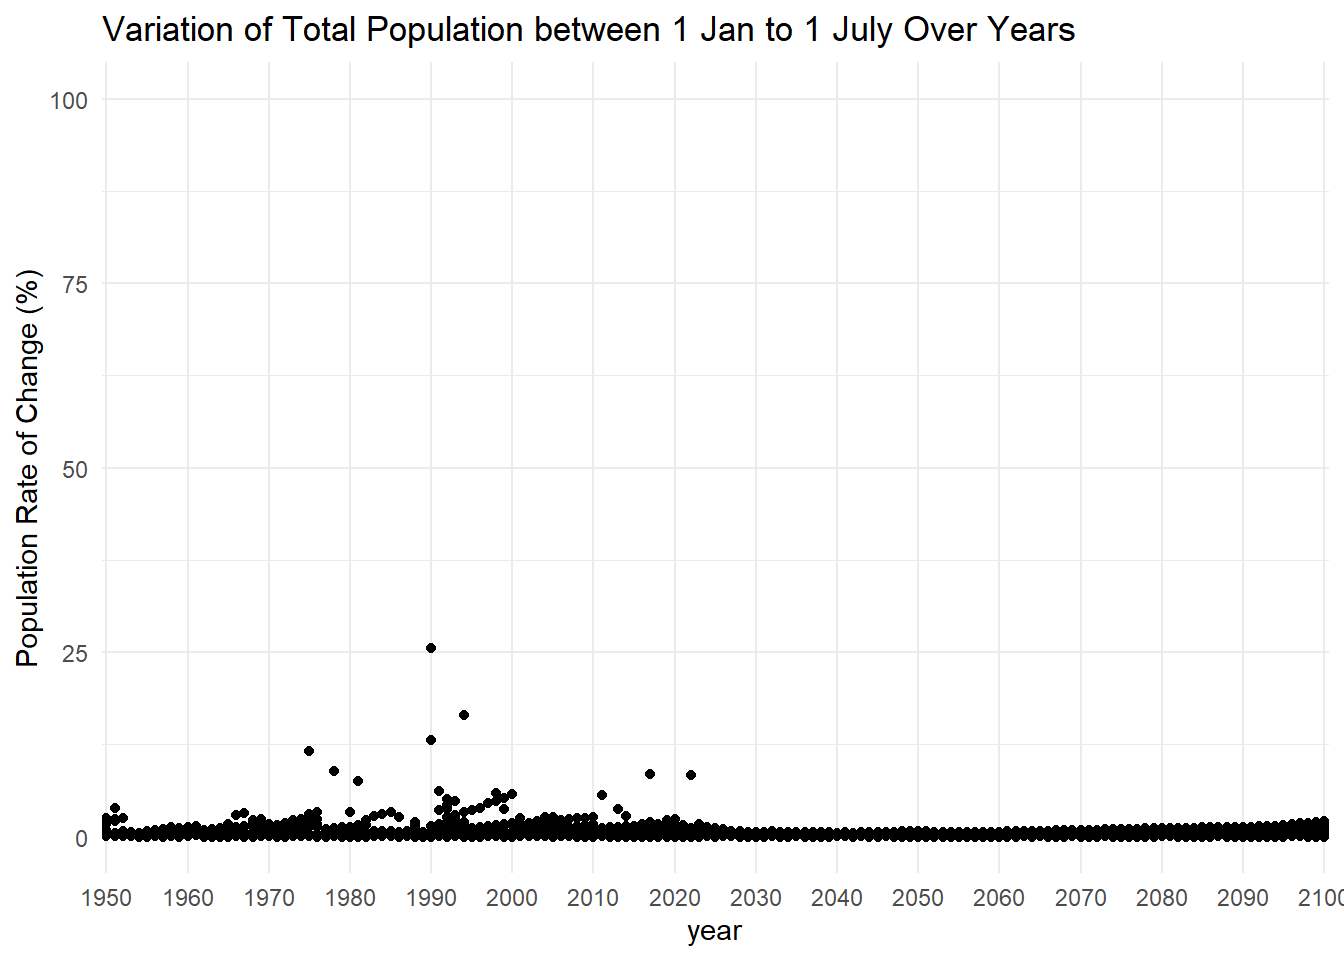 Variation of Total Population between 1 Jan to 1 July Over Years
Population Rate of Change (%)
100
75
50
25
0
1950 1960 1970 1980 1990 2000 2010 2020 2030 2040 2050 2060 2070 2080 2090 2100
year